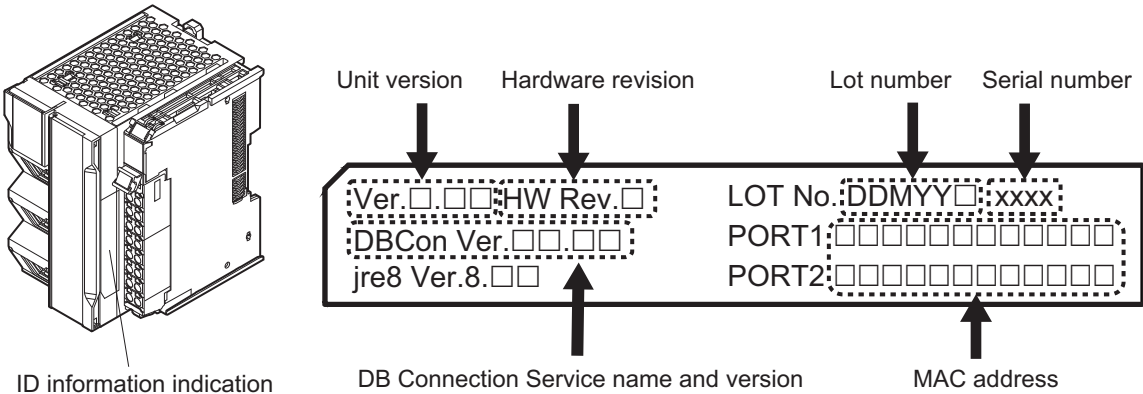 Unit version
Hardware revision
Lot number
Serial number
Ver.□.□□ HW Rev.□
LOT No. DDMYY□ xxxx
DBCon Ver.□□.□□
PORT1 □□□□□□□□□□□□
jre8 Ver.8.□□
PORT2 □□□□□□□□□□□□
ID information indication
DB Connection Service name and version
MAC address